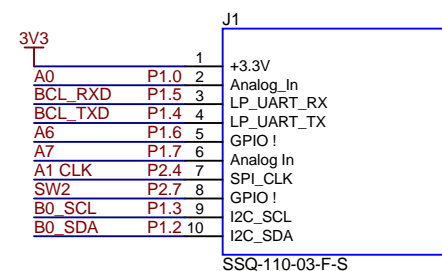 J1
3V3
1 +3.3V
A0 P1.0 2 Analog_In
BCL_RXD P1.5 3 LP_UART_RX
BCL_TXD P1.4 4 LP_UART_TX
A6 P1.6 5 GPIO !
A7 P1.7 6 Analog In
A1 CLK P2.4 7 SPI_CLK
SW2 P2.7 8 GPIO !
B0_SCL P1.3 9 I2C_SCL
B0_SDA P1.2 10 I2C_SDA
SSQ-110-03-F-S